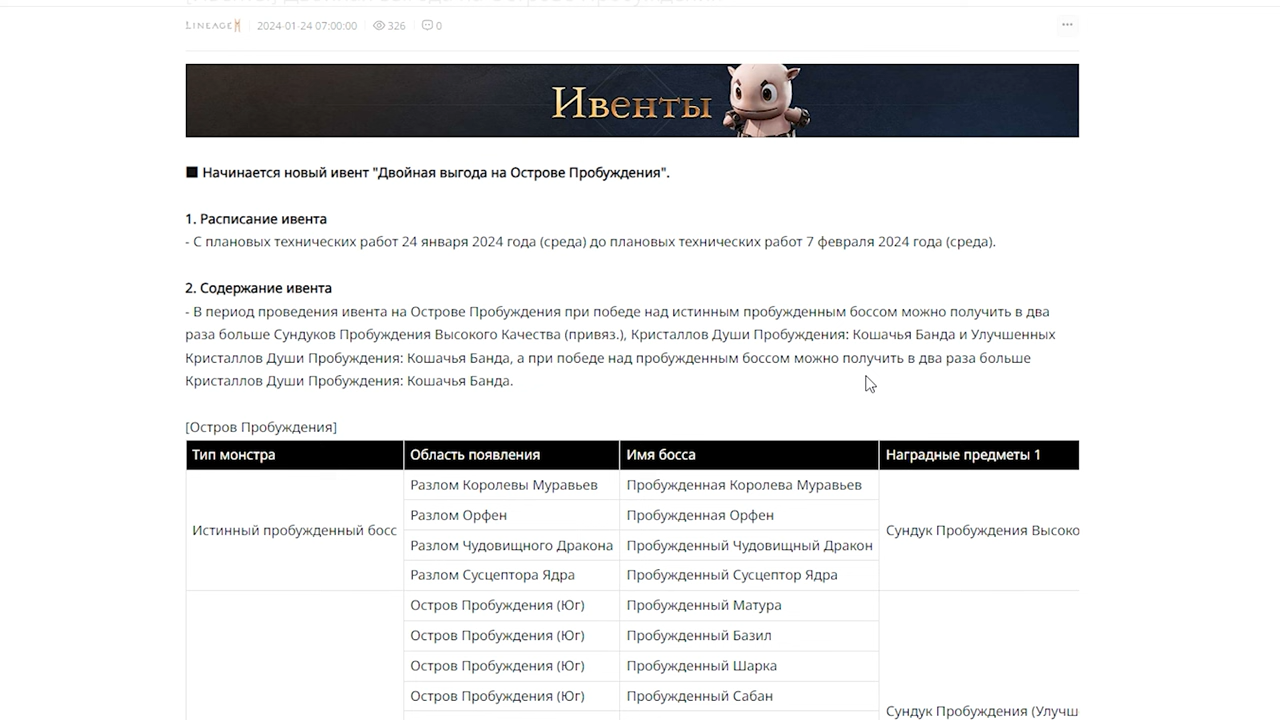 LINEAGE 2024-01-24 07:00:00 326 0
Ивенты
Начинается новый ивент "Двойная выгода на Острове Пробуждения".
1. Расписание ивента
- С плановых технических работ 24 января 2024 года (среда) до плановых технических работ 7 февраля 2024 года (среда).
2. Содержание ивента
- В период проведения ивента на Острове Пробуждения при победе над истинным пробужденным боссом можно получить в два
раза больше Сундуков Пробуждения Высокого Качества (привяз.), Кристаллов Души Пробуждения: Кошачья Банда и Улучшенных
Кристаллов Души Пробуждения: Кошачья Банда, а при победе над пробужденным боссом можно получить в два раза больше
Кристаллов Души Пробуждения: Кошачья Банда.
[Остров Пробуждения]
Тип монстра Область появления Имя босса Наградные предметы 1
Разлом Королевы Муравьев Пробужденная Королева Муравьев
Разлом Орфен Пробужденная Орфен
Истинный пробужденный босс Сундук Пробуждения Высоко
Разлом Чудовищного Дракона Пробужденный Чудовищный Дракон
Разлом Сусцептора Ядра Пробужденный Сусцептор Ядра
Остров Пробуждения (Юг) Пробужденный Матура
Остров Пробуждения (Юг) Пробужденный Базил
Остров Пробуждения (Юг) Пробужденный Шарка
Остров Пробуждения (Юг) Пробужденный Сабан
Сундук Пробуждения (Улучш